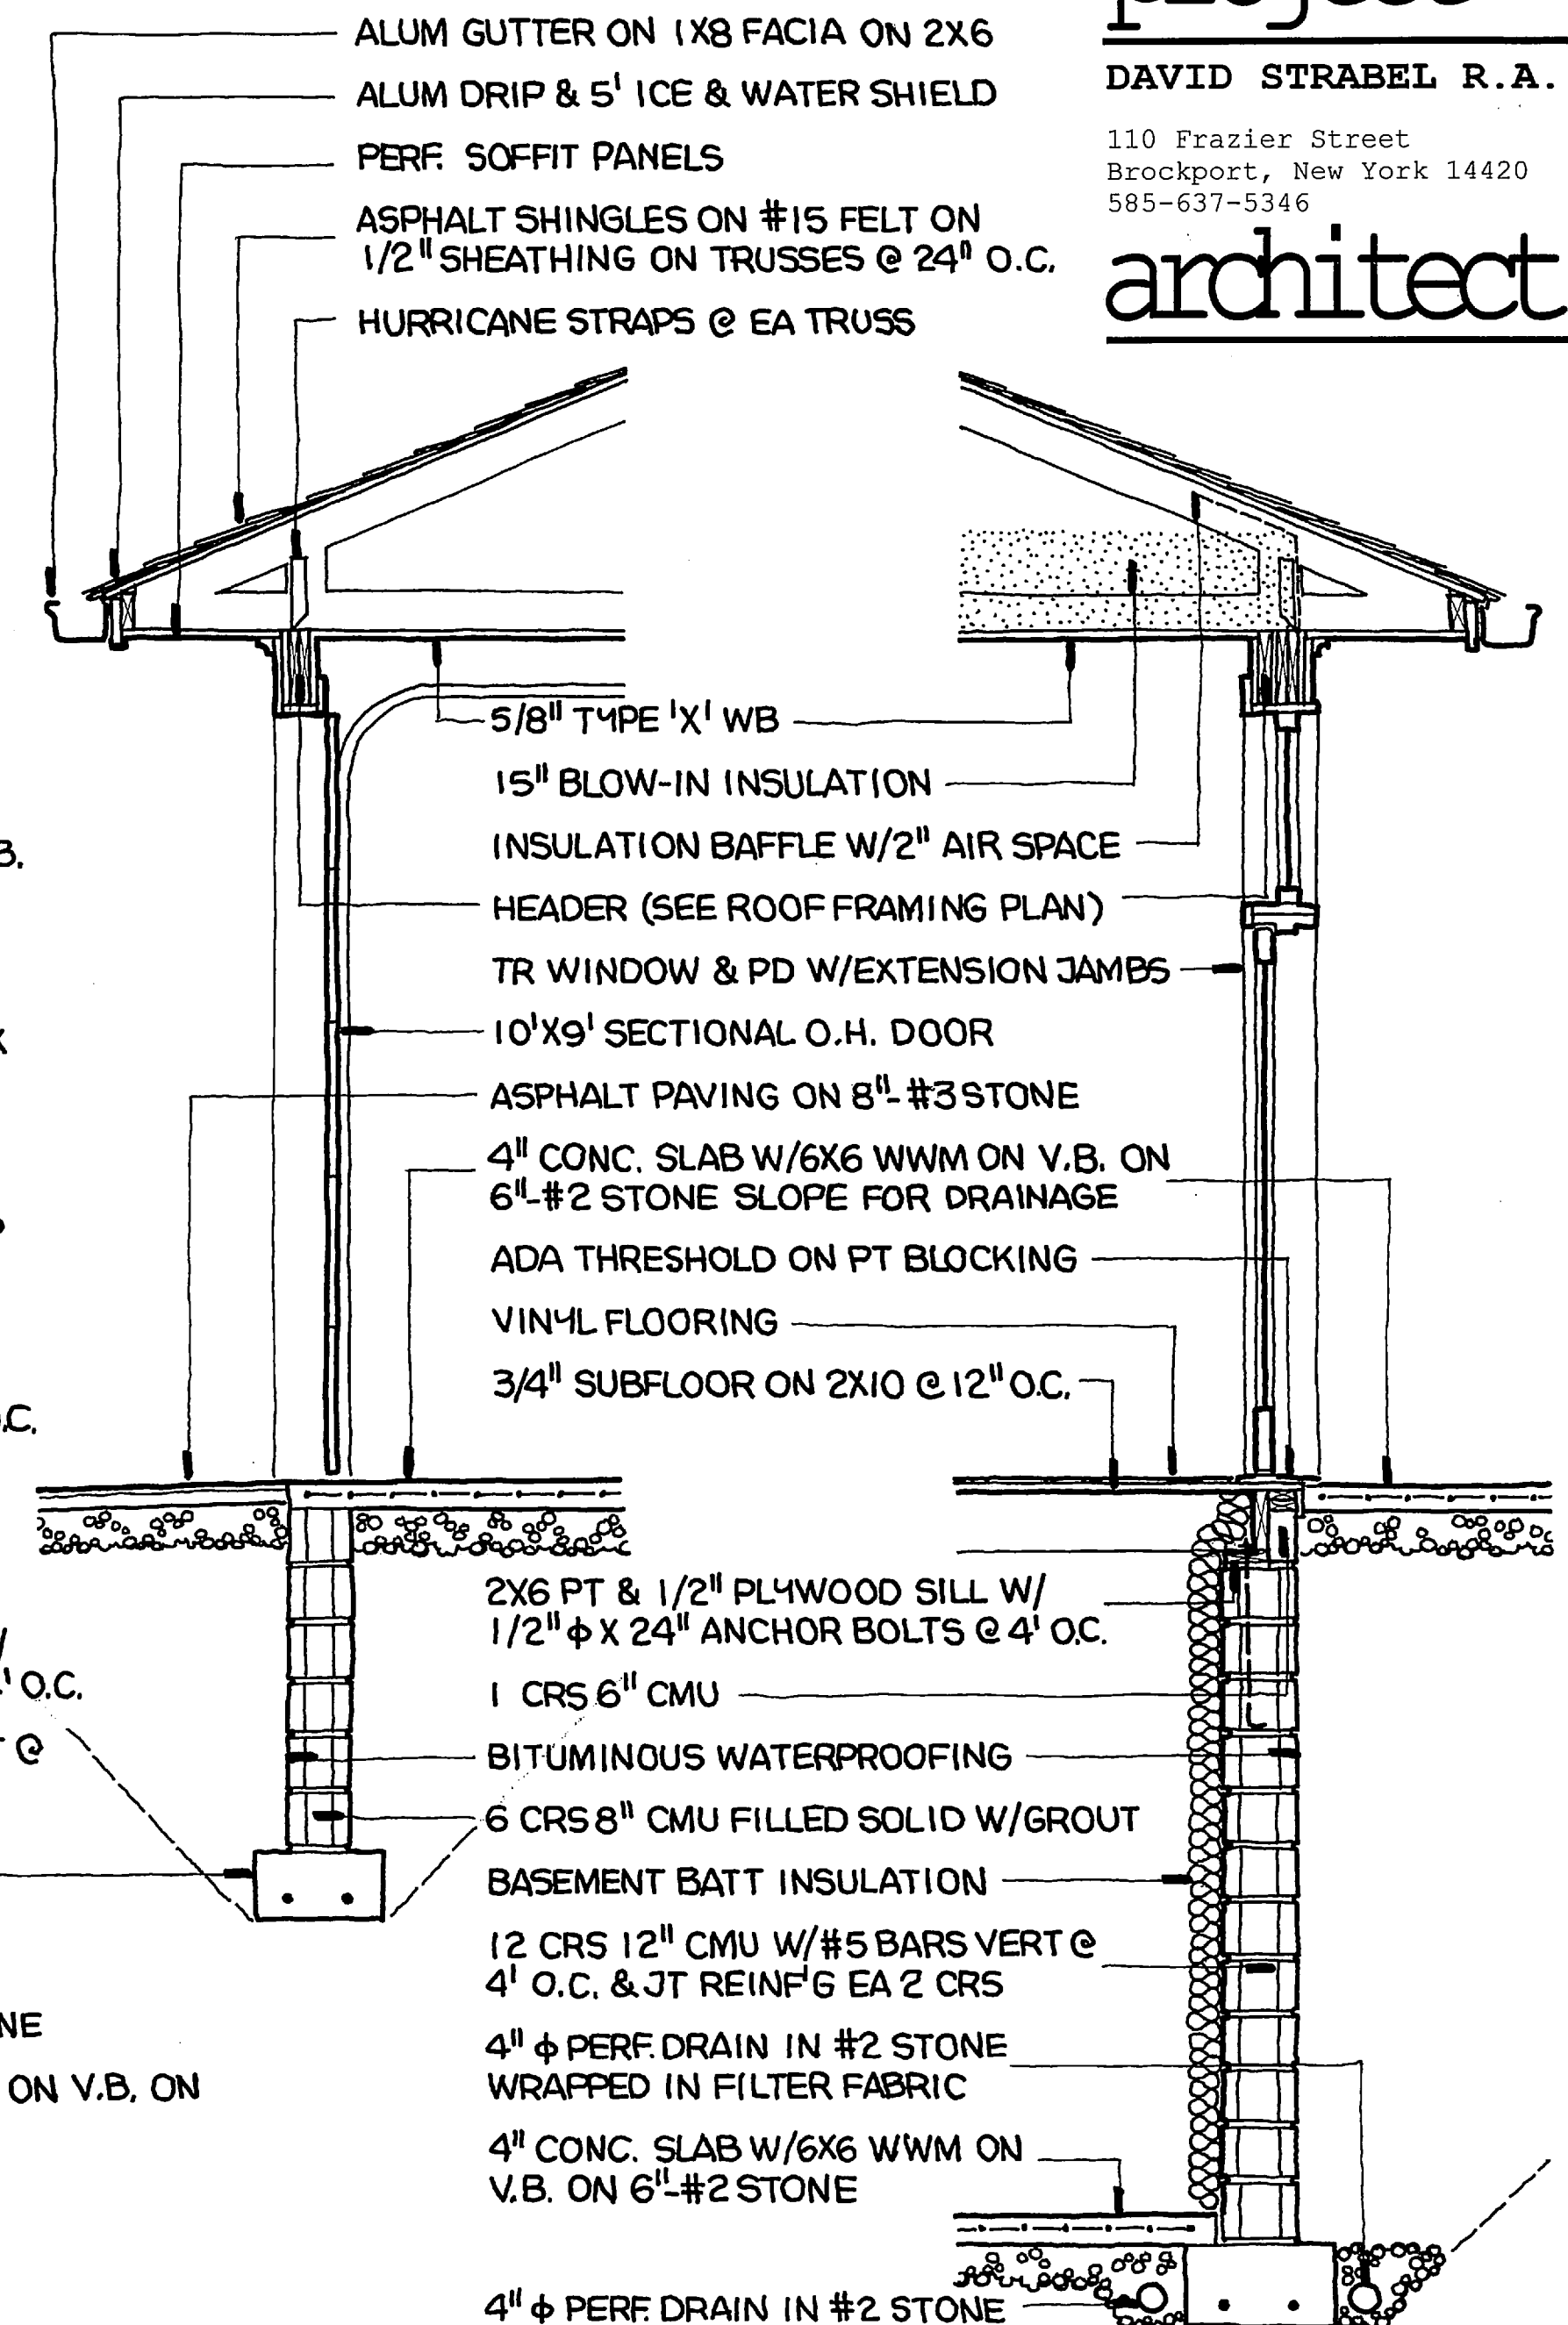 ALUM GUTTER ON 1X8 FACIA ON 2X6
ALUM DRIP & 5' ICE & WATER SHIELD
PERF. SOFFIT PANELS
ASPHALT SHINGLES ON #15 FELT ON
1/2" SHEATHING ON TRUSSES @ 24" O.C.
HURRICANE STRAPS @ EA TRUSS
DAVID STRABEL R.A.
110 Frazier Street
Brockport, New York 14420
585-637-5346
architect
5/8" TYPE 'X' WB
15" BLOW-IN INSULATION
INSULATION BAFFLE W/2" AIR SPACE
HEADER (SEE ROOF FRAMING PLAN)
TR WINDOW & PD W/EXTENSION JAMBS
10'X9' SECTIONAL O.H. DOOR
ASPHALT PAVING ON 8"-#3 STONE
4" CONC. SLAB W/6X6 WWM ON V.B. ON
6"-#2 STONE SLOPE FOR DRAINAGE
ADA THRESHOLD ON PT BLOCKING
VINYL FLOORING
3/4" SUBFLOOR ON 2X10 @ 12" O.C.
2X6 PT & 1/2" PLYWOOD SILL W/
1/2" ϕ X 24" ANCHOR BOLTS @ 4' O.C.
1 CRS 6" CMU
BITUMINOUS WATERPROOFING
6 CRS 8" CMU FILLED SOLID W/GROUT
BASEMENT BATT INSULATION
12 CRS 12" CMU W/#5 BARS VERT @
4' O.C. & JT REINF'G EA 2 CRS
4" ϕ PERF. DRAIN IN #2 STONE
WRAPPED IN FILTER FABRIC
4" CONC. SLAB W/6X6 WWM ON
V.B. ON 6"-#2 STONE
4" ϕ PERF. DRAIN IN #2 STONE
B.
X
O.C.
' O.C.
@
NE
ON V.B. ON